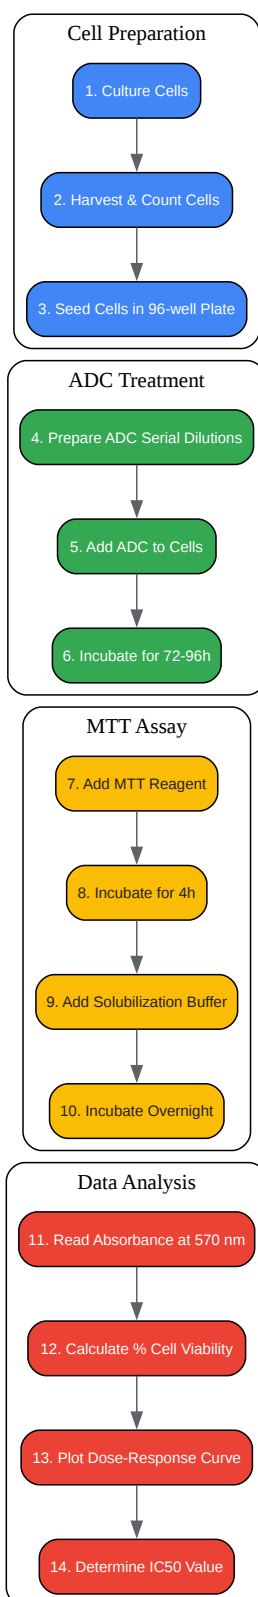 Cell Preparation
1. Culture Cells
2. Harvest & Count Cells
3. Seed Cells in 96-well Plate
ADC Treatment
4. Prepare ADC Serial Dilutions
5. Add ADC to Cells
6. Incubate for 72-96h
MTT Assay
7. Add MTT Reagent
8. Incubate for 4h
9. Add Solubilization Buffer
10. Incubate Overnight
Data Analysis
11. Read Absorbance at 570 nm
12. Calculate % Cell Viability
13. Plot Dose-Response Curve
14. Determine IC50 Value